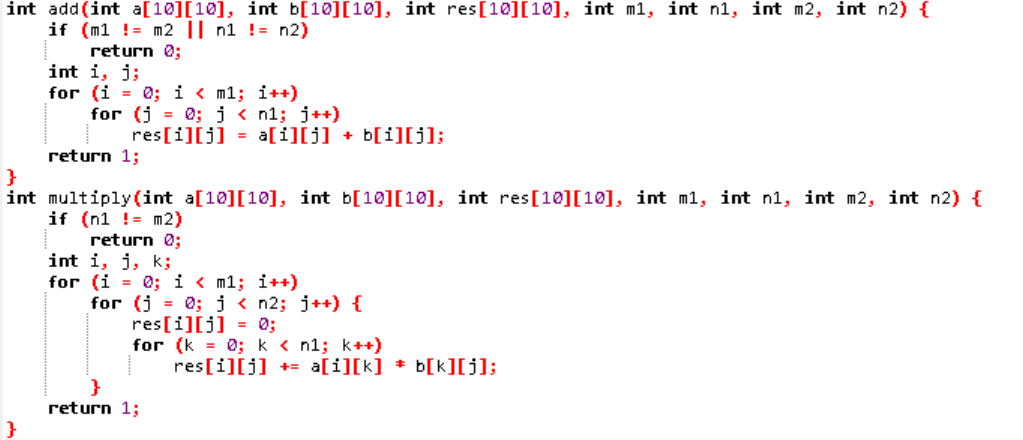 int add(int a[10][10], int b[10][10], int res[10][10], int m1, int n1, int m2, int n2) {
    if (m1 != m2 || n1 != n2)
        return 0;
    int i, j;
    for (i = 0; i < m1; i++)
        for (j = 0; j < n1; j++)
            res[i][j] = a[i][j] + b[i][j];
    return 1;
}
int multiply(int a[10][10], int b[10][10], int res[10][10], int m1, int n1, int m2, int n2) {
    if (n1 != m2)
        return 0;
    int i, j, k;
    for (i = 0; i < m1; i++)
        for (j = 0; j < n2; j++) {
            res[i][j] = 0;
            for (k = 0; k < n1; k++)
                res[i][j] += a[i][k] * b[k][j];
        }
    return 1;
}